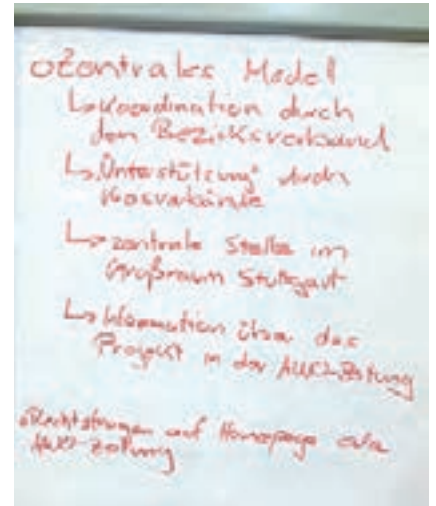 o Zentrales Model
↳ Koordination durch
den Bezirksverband
↳ "Unterstützung" durch
Kreisverbände
↳ zentrale Stelle im
Großraum Stuttgart
↳ Information über das
Projekt in der AWO-Zeitung
auf Homepage oder
AWO-Zeitung